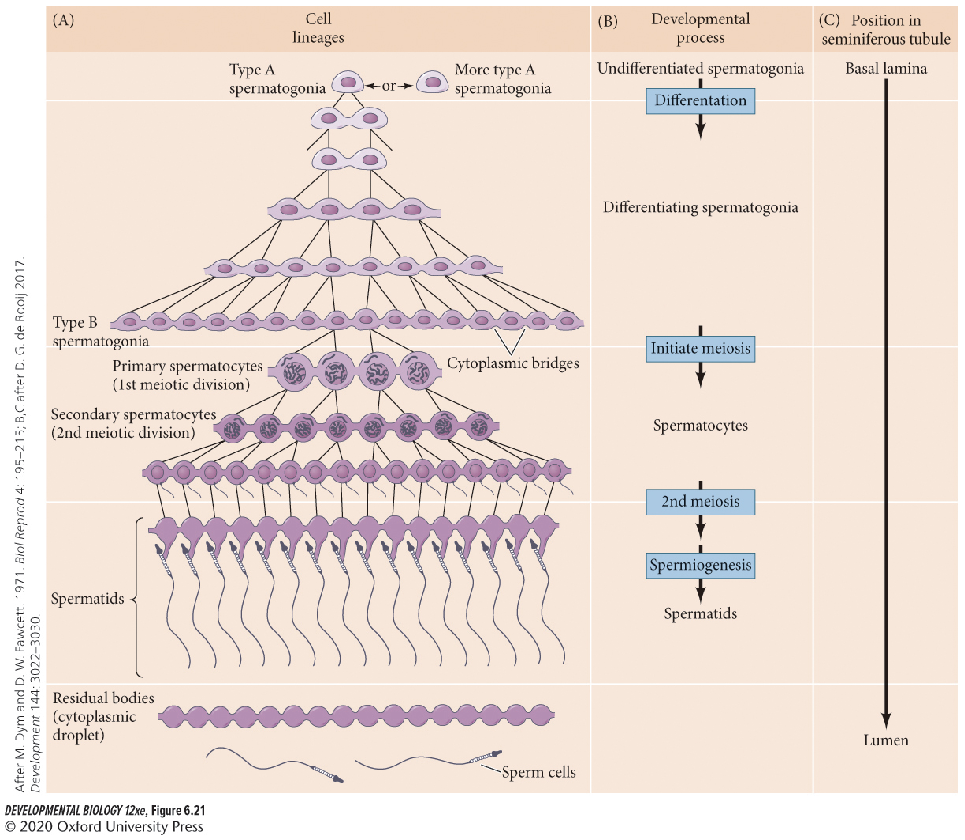 (A)
Cell
lineages
(B)
Developmental
process
(C) Position in
seminiferous tubule
Type A
spermatogonia
or
More type A
spermatogonia
Undifferentiated spermatogonia
Basal lamina
Differentation
Differentiating spermatogonia
Type B
spermatogonia
Cytoplasmic bridges
Initiate meiosis
Primary spermatocytes
(1st meiotic division)
Secondary spermatocytes
(2nd meiotic division)
Spermatocytes
2nd meiosis
Spermiogenesis
Spermatids
Spermatids
Residual bodies
(cytoplasmic
droplet)
Lumen
Sperm cells
After M. Dym and D. W. Fawcett. 1971. Biol Reprod 4: 195–215; B,C after D. G. de Rooij 2017.
Development 144: 3022–3030.
DEVELOPMENTAL BIOLOGY 12xe, Figure 6.21
© 2020 Oxford University Press